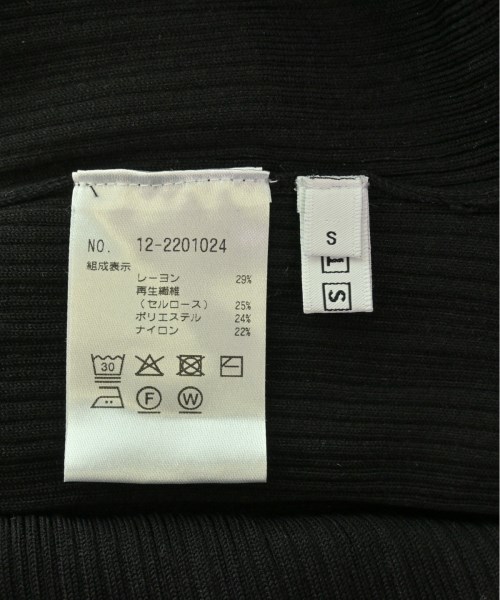 NO. 12-2201024
組成表示
レーヨン 29%
再生繊維
(セルロース) 25%
ポリエステル 24%
ナイロン 22%
30
F W
S
S